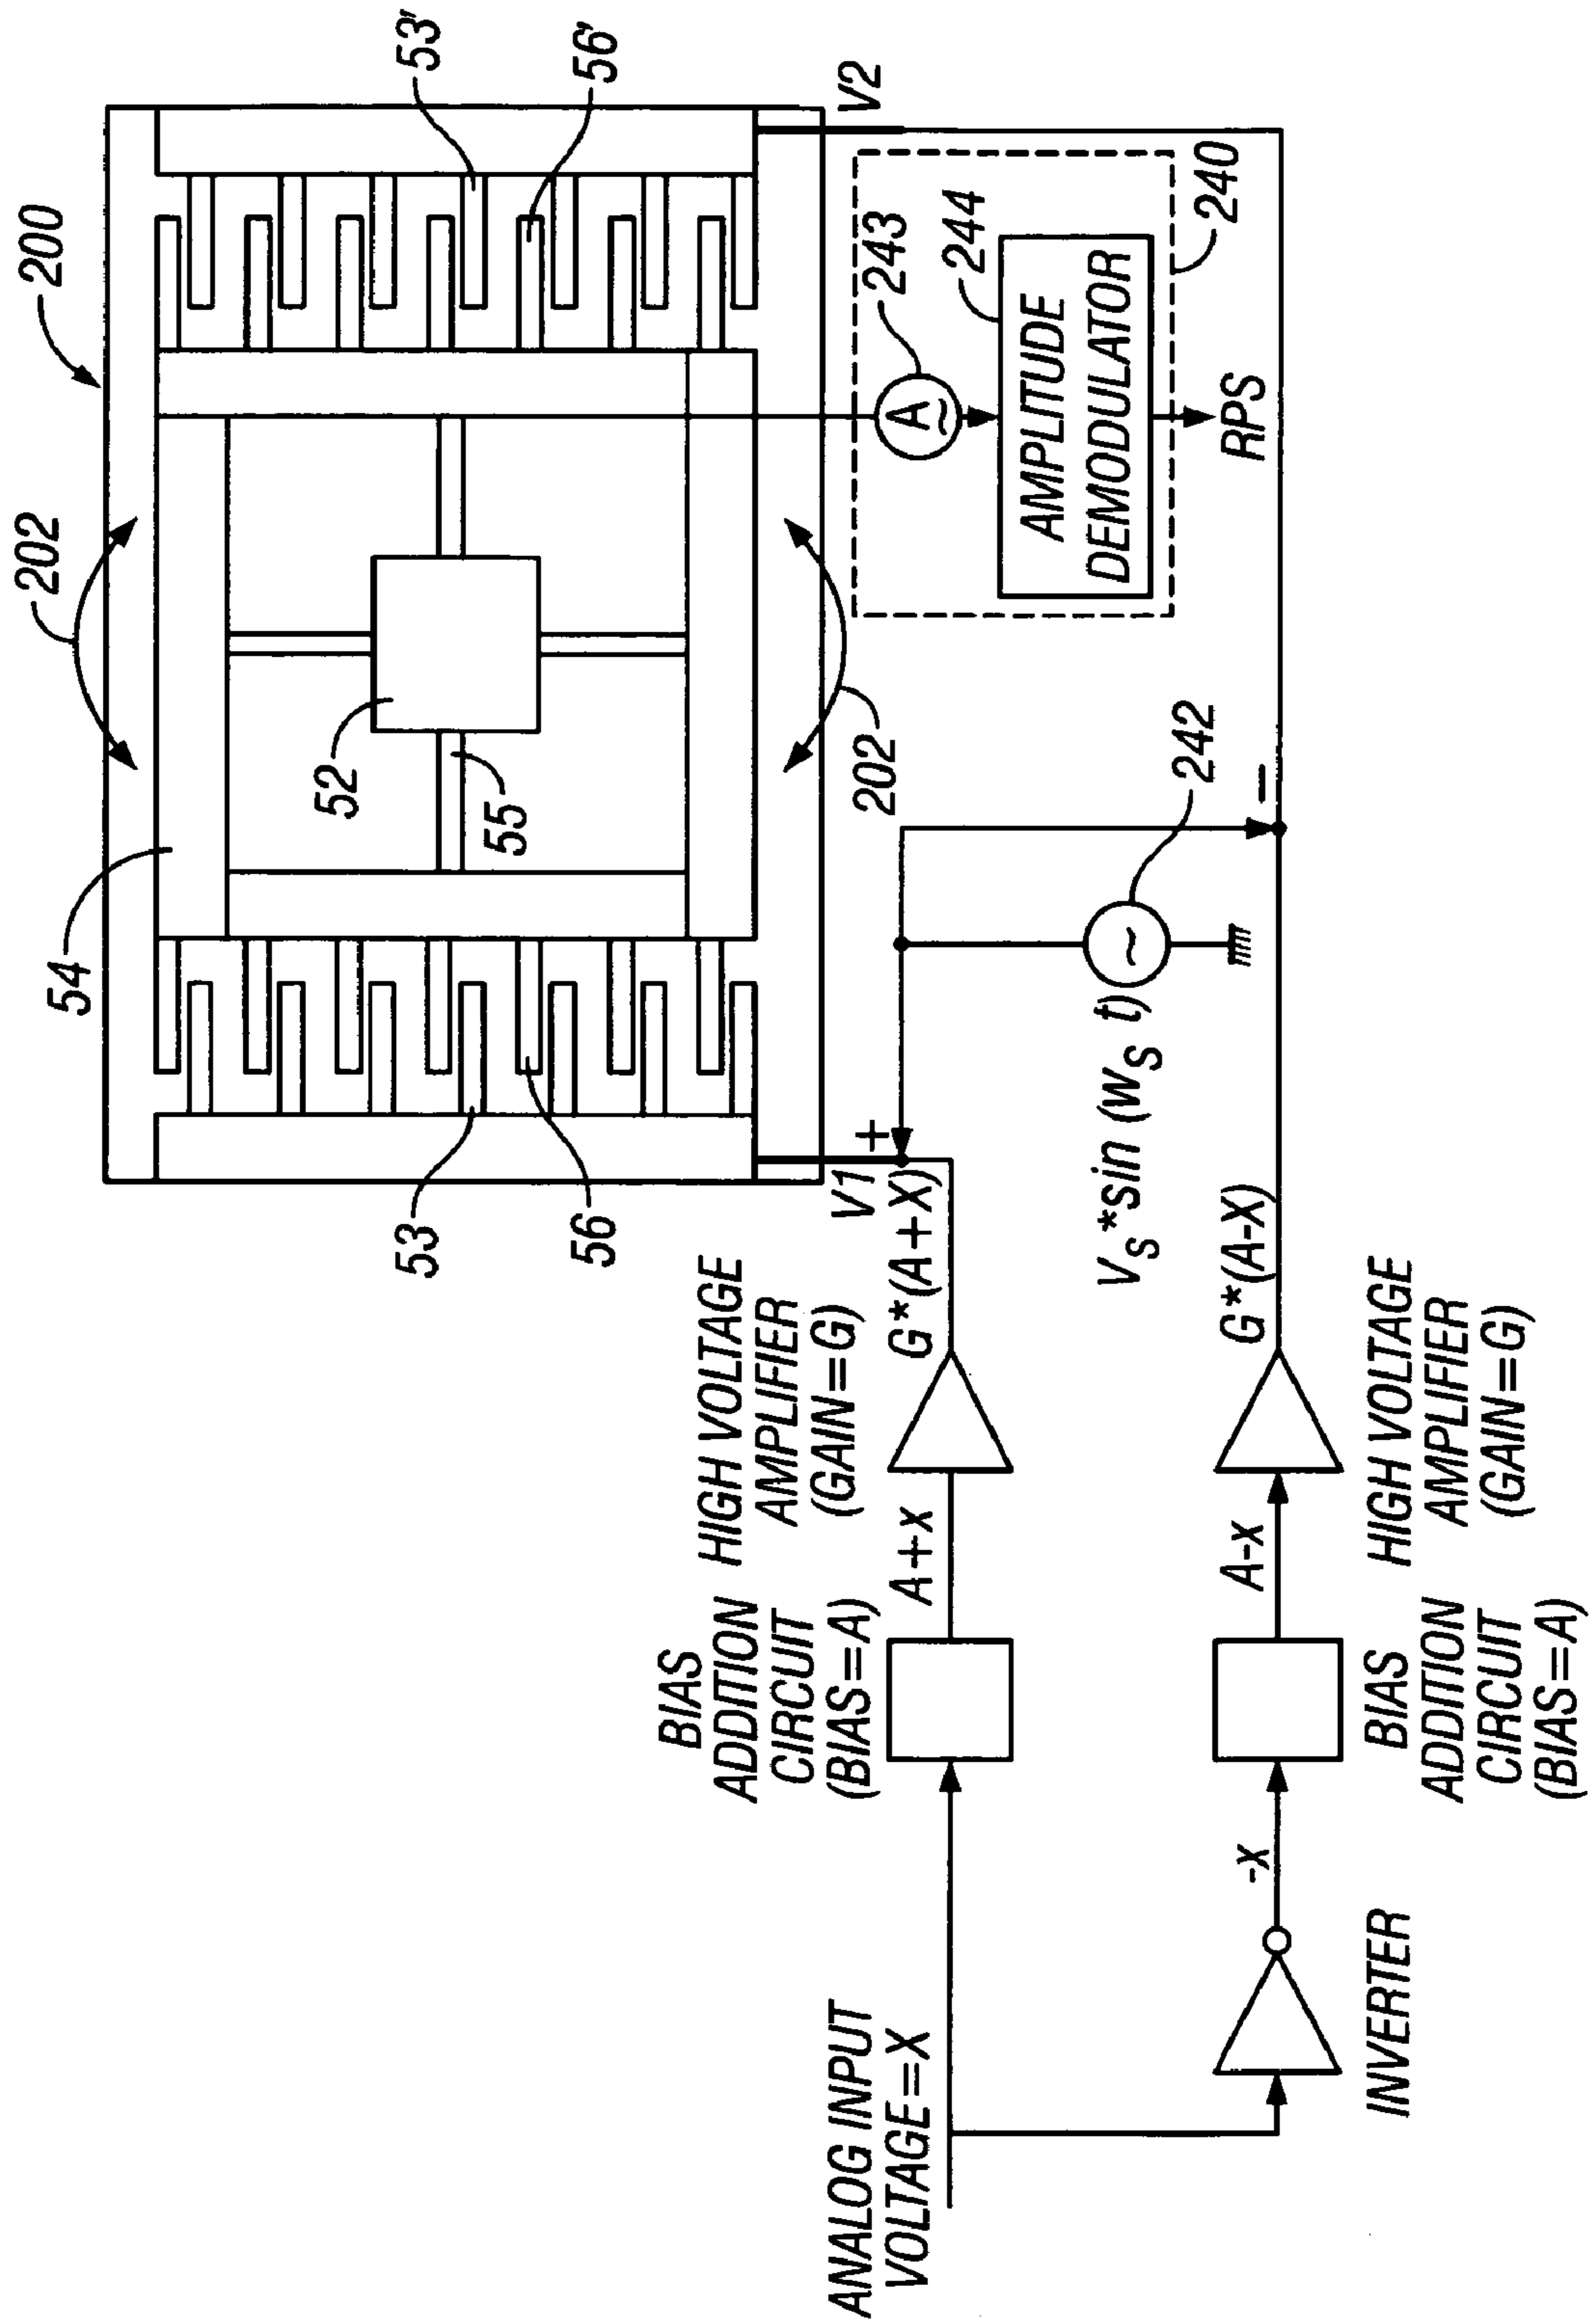 200
202
53'
56'
54
52
55
53
56
202
V1
+
V2
243
244
A
~
AMPLITUDE
DEMODULATOR
240
RPS
242
~
−
Vs*sin (ws t)
HIGH VOLTAGE
AMPLIFIER
(GAIN=G)
G*(A+X)
BIAS
ADDITION
CIRCUIT
(BIAS=A)
A+x
ANALOG INPUT
VOLTAGE=X
INVERTER
-x
BIAS
ADDITION
CIRCUIT
(BIAS=A)
A-x
HIGH VOLTAGE
AMPLIFIER
(GAIN=G)
G*(A-X)